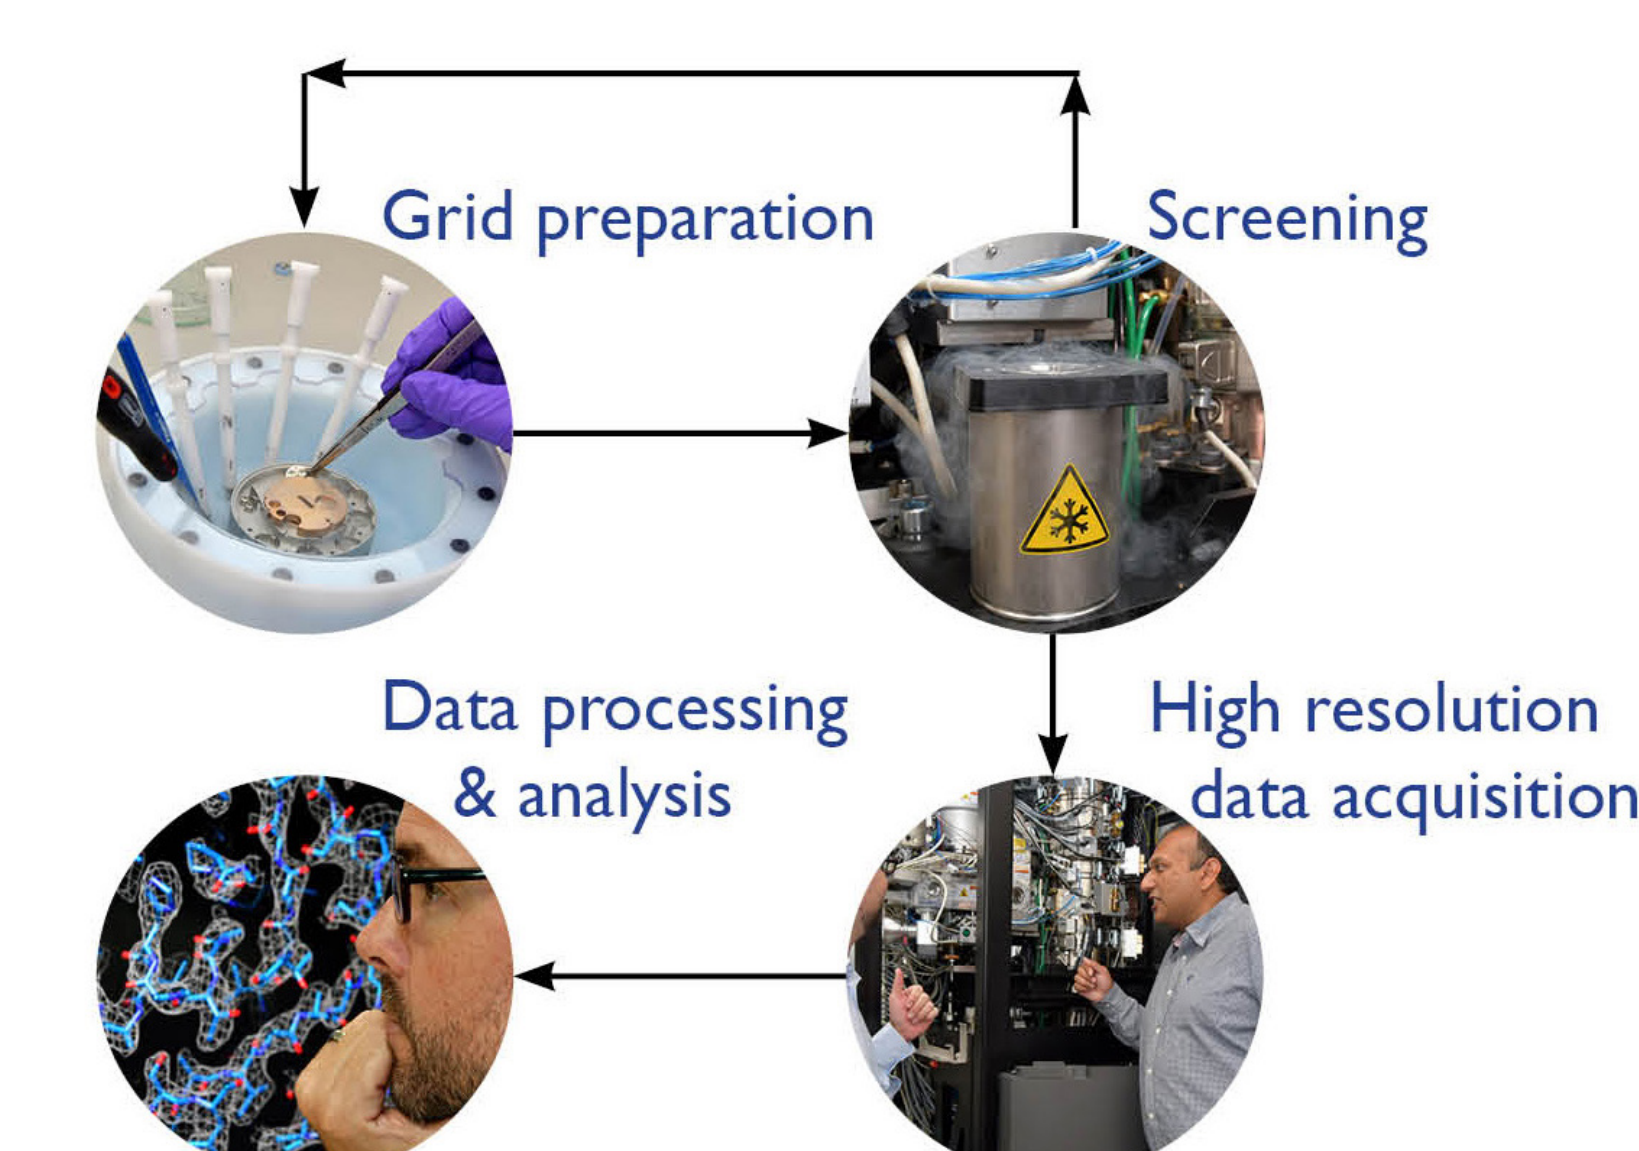 Grid preparation
Screening
Data processing
& analysis
High resolution
data acquisition